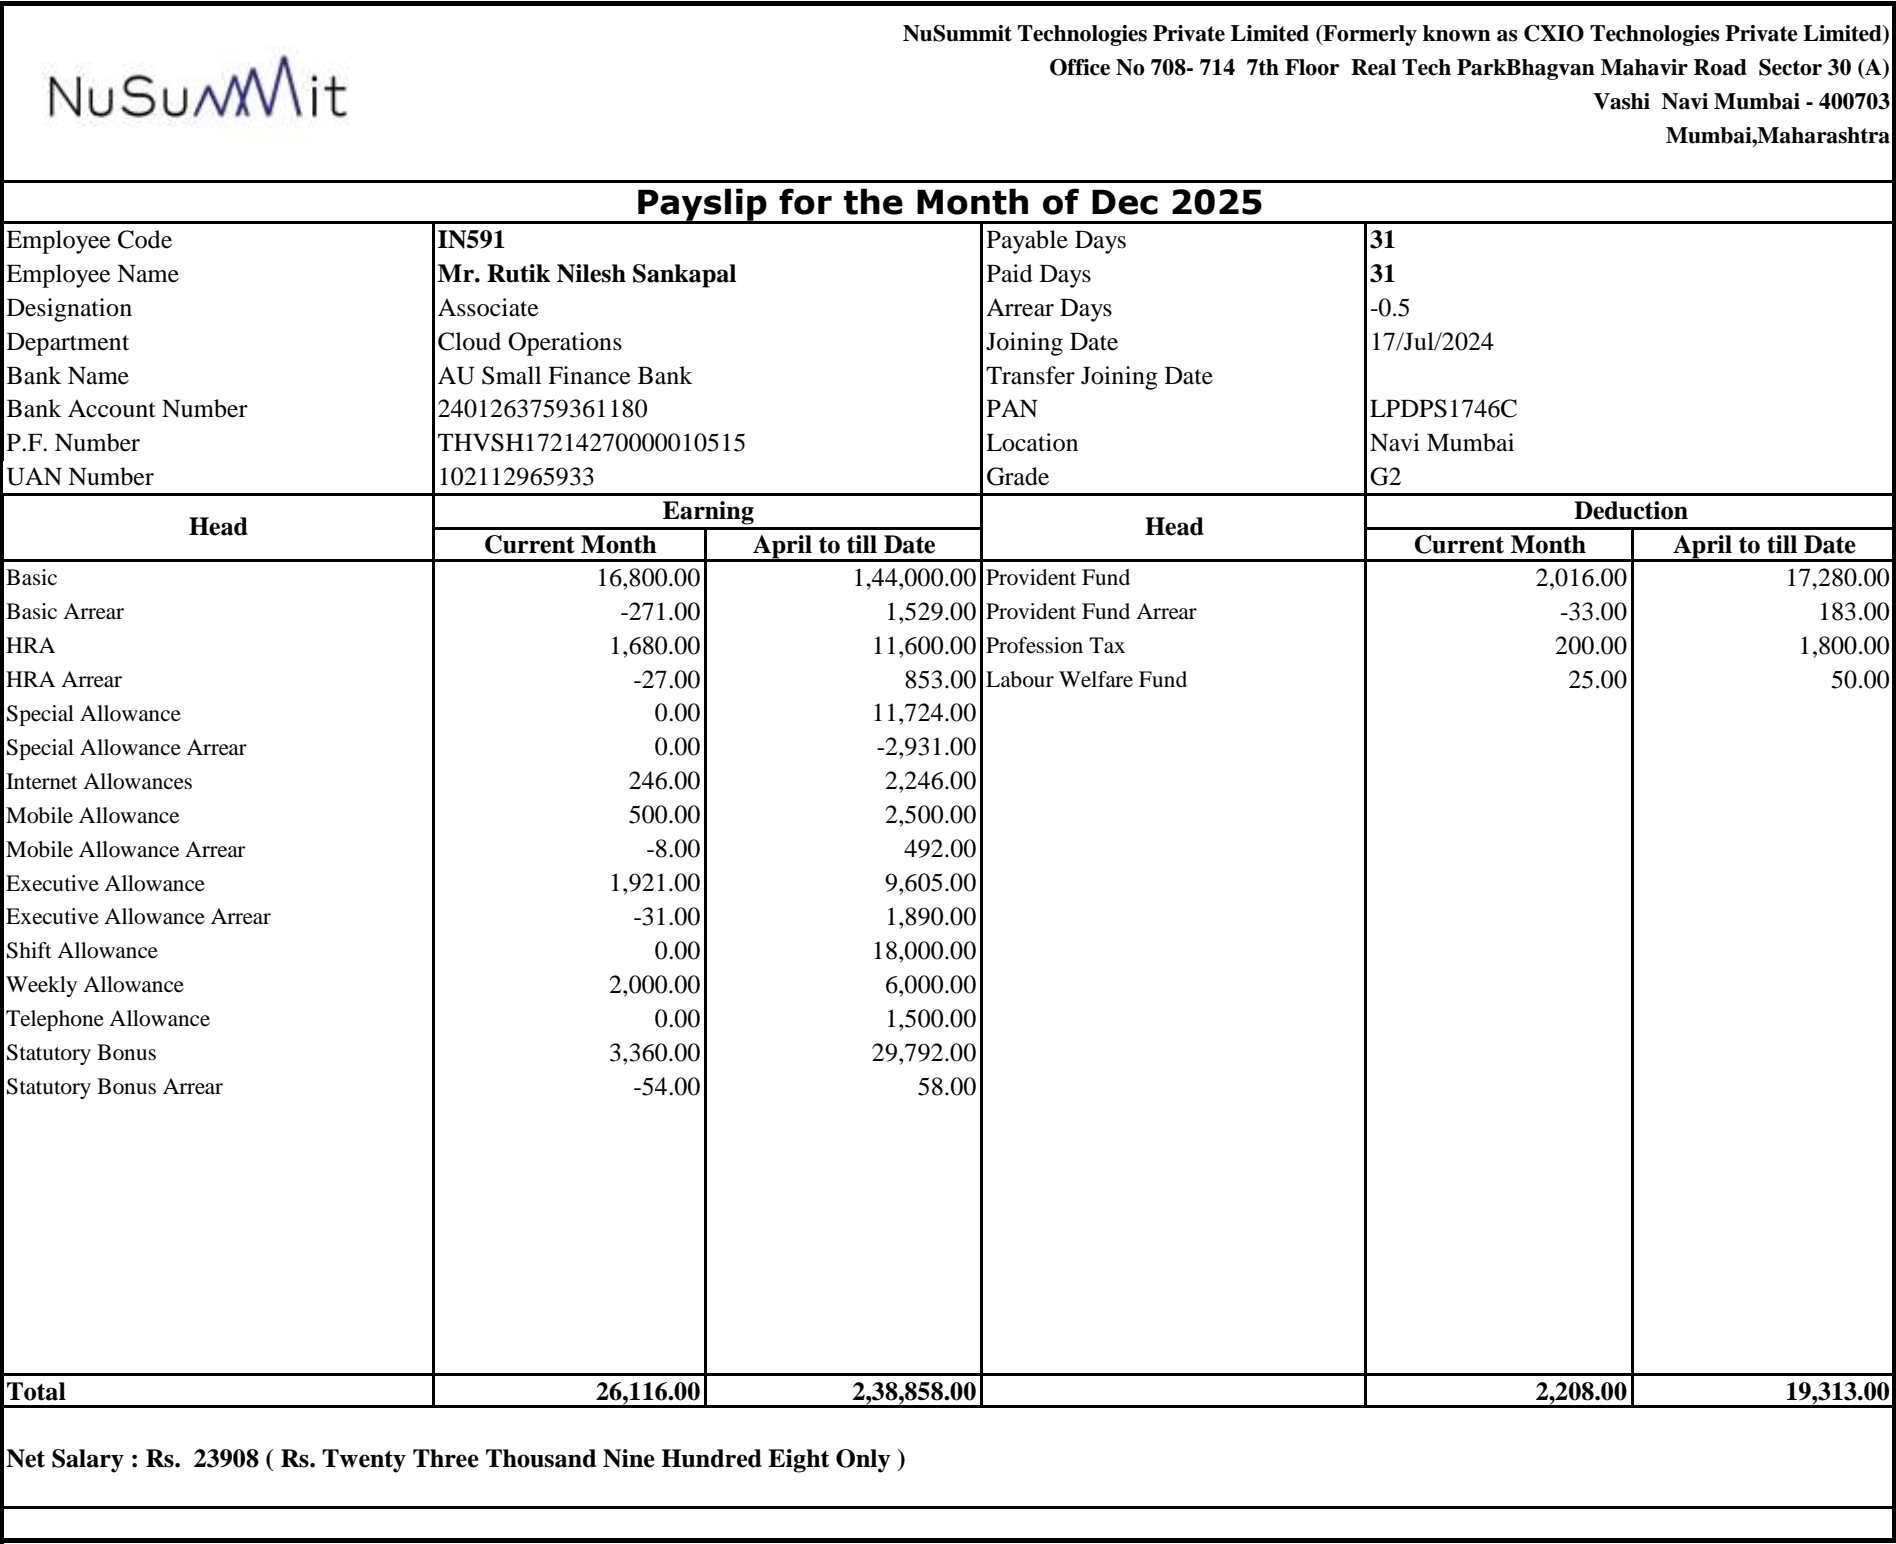 NuSummit
NuSummit Technologies Private Limited (Formerly known as CXIO Technologies Private Limited)
Office No 708- 714 7th Floor Real Tech ParkBhagvan Mahavir Road Sector 30 (A)
Vashi Navi Mumbai - 400703
Mumbai,Maharashtra
Payslip for the Month of Dec 2025
Employee Code IN591 Payable Days 31
Employee Name Mr. Rutik Nilesh Sankapal Paid Days 31
Designation Associate Arrear Days -0.5
Department Cloud Operations Joining Date 17/Jul/2024
Bank Name AU Small Finance Bank Transfer Joining Date
Bank Account Number 2401263759361180 PAN LPDPS1746C
P.F. Number THVSH17214270000010515 Location Navi Mumbai
UAN Number 102112965933 Grade G2
Head Earning Head Deduction
Current Month April to till Date Current Month April to till Date
Basic 16,800.00 1,44,000.00 Provident Fund 2,016.00 17,280.00
Basic Arrear -271.00 1,529.00 Provident Fund Arrear -33.00 183.00
HRA 1,680.00 11,600.00 Profession Tax 200.00 1,800.00
HRA Arrear -27.00 853.00 Labour Welfare Fund 25.00 50.00
Special Allowance 0.00 11,724.00
Special Allowance Arrear 0.00 -2,931.00
Internet Allowances 246.00 2,246.00
Mobile Allowance 500.00 2,500.00
Mobile Allowance Arrear -8.00 492.00
Executive Allowance 1,921.00 9,605.00
Executive Allowance Arrear -31.00 1,890.00
Shift Allowance 0.00 18,000.00
Weekly Allowance 2,000.00 6,000.00
Telephone Allowance 0.00 1,500.00
Statutory Bonus 3,360.00 29,792.00
Statutory Bonus Arrear -54.00 58.00
Total 26,116.00 2,38,858.00 2,208.00 19,313.00
Net Salary : Rs. 23908 ( Rs. Twenty Three Thousand Nine Hundred Eight Only )